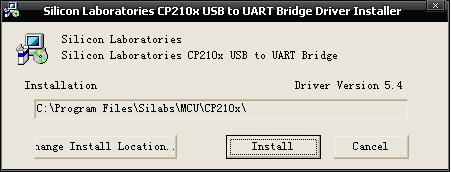 Silicon Laboratories CP210x USB to UART Bridge Driver Installer
Silicon Laboratories
Silicon Laboratories CP210x USB to UART Bridge
Installation Driver Version 5.4
C:\Program Files\Silabs\MCU\CP210x\
hange Install Location.. Install Cancel